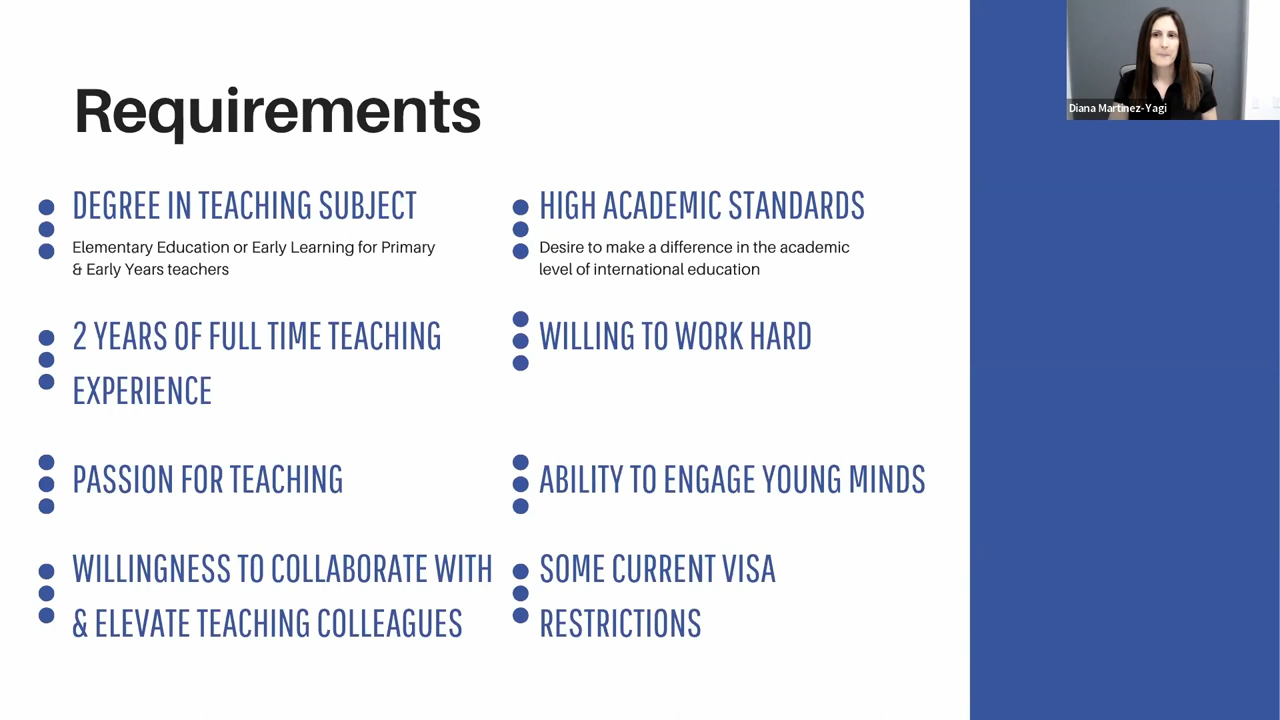 Requirements
DEGREE IN TEACHING SUBJECT
Elementary Education or Early Learning for Primary
& Early Years teachers
2 YEARS OF FULL TIME TEACHING
EXPERIENCE
PASSION FOR TEACHING
WILLINGNESS TO COLLABORATE WITH
& ELEVATE TEACHING COLLEAGUES
HIGH ACADEMIC STANDARDS
Desire to make a difference in the academic
level of international education
WILLING TO WORK HARD
ABILITY TO ENGAGE YOUNG MINDS
SOME CURRENT VISA
RESTRICTIONS
Diana Martinez-Yagi